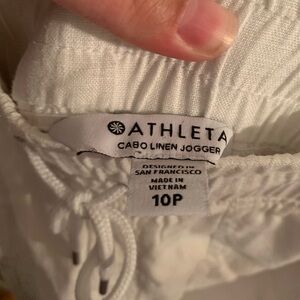 ATHLETA
CABO LINEN JOGGER
DESIGNED IN
SAN FRANCISCO
MADE IN
VIETNAM
10P